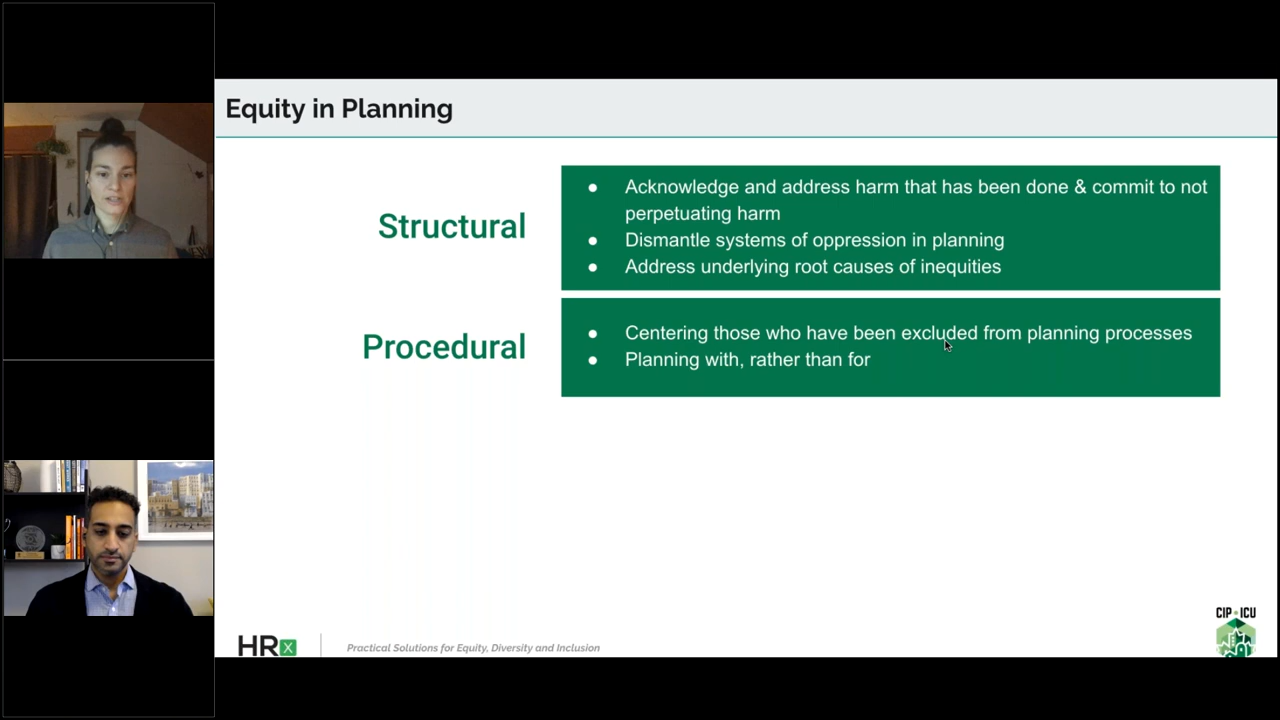 Equity in Planning
Structural
● Acknowledge and address harm that has been done & commit to not
perpetuating harm
● Dismantle systems of oppression in planning
● Address underlying root causes of inequities
Procedural
● Centering those who have been excluded from planning processes
● Planning with, rather than for
HRX
Practical Solutions for Equity, Diversity and Inclusion
CIP•ICU